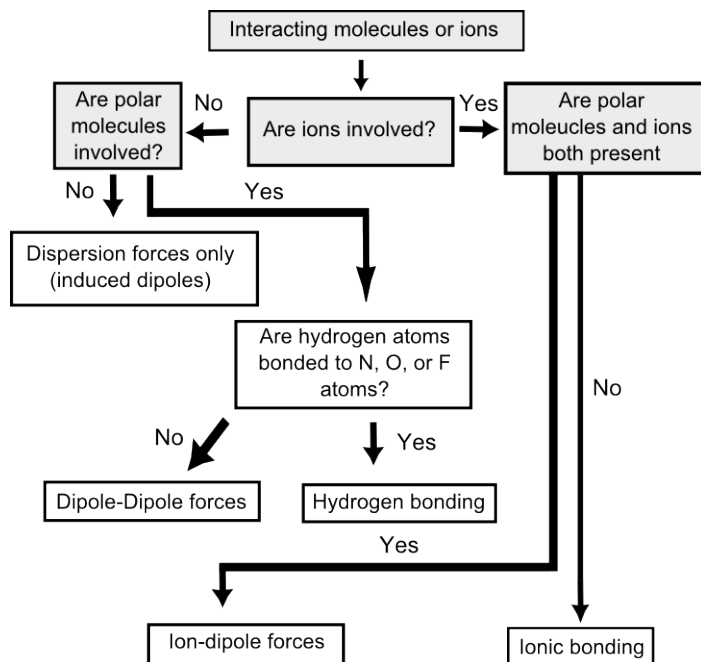 Interacting molecules or ions
Are polar
molecules
involved?
No
Are ions involved?
Yes
Are polar
moleucles and ions
both present
No
Yes
Dispersion forces only
(induced dipoles)
Are hydrogen atoms
bonded to N, O, or F
atoms?
No
No
Yes
Dipole-Dipole forces
Hydrogen bonding
Yes
Ion-dipole forces
Ionic bonding